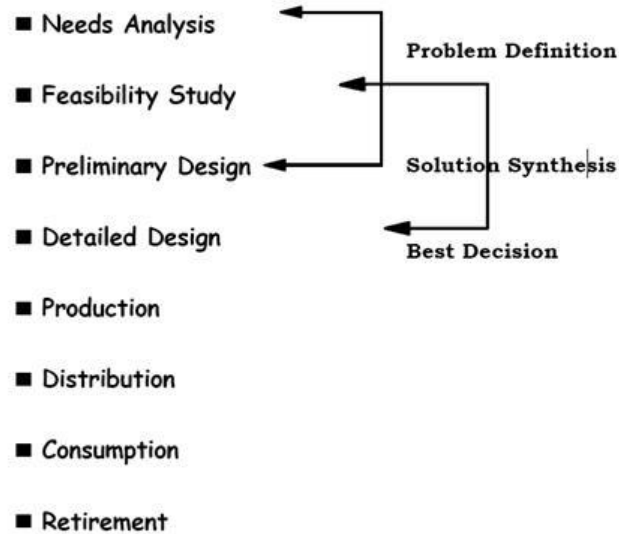 ■ Needs Analysis
Problem Definition
■ Feasibility Study
■ Preliminary Design
Solution Synthesis
■ Detailed Design
Best Decision
■ Production
■ Distribution
■ Consumption
■ Retirement